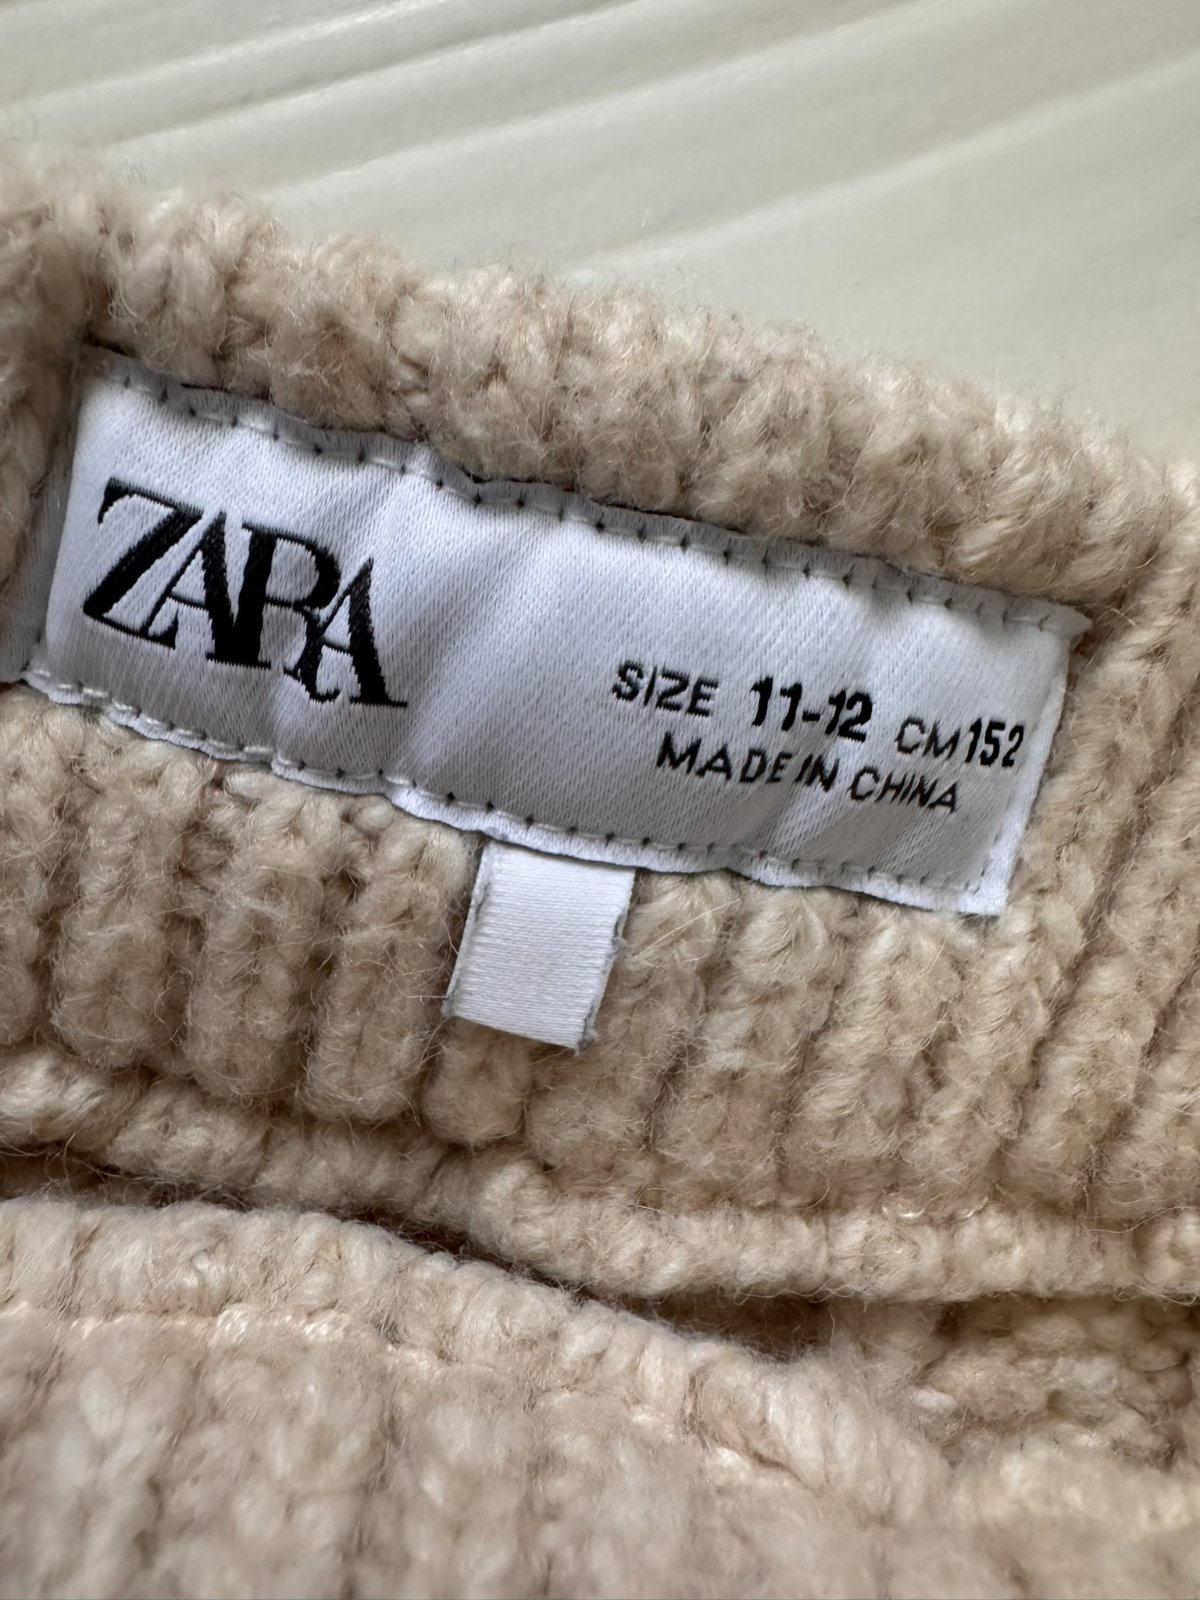 ZARA
SIZE 11-12 CM 152
MADE IN CHINA